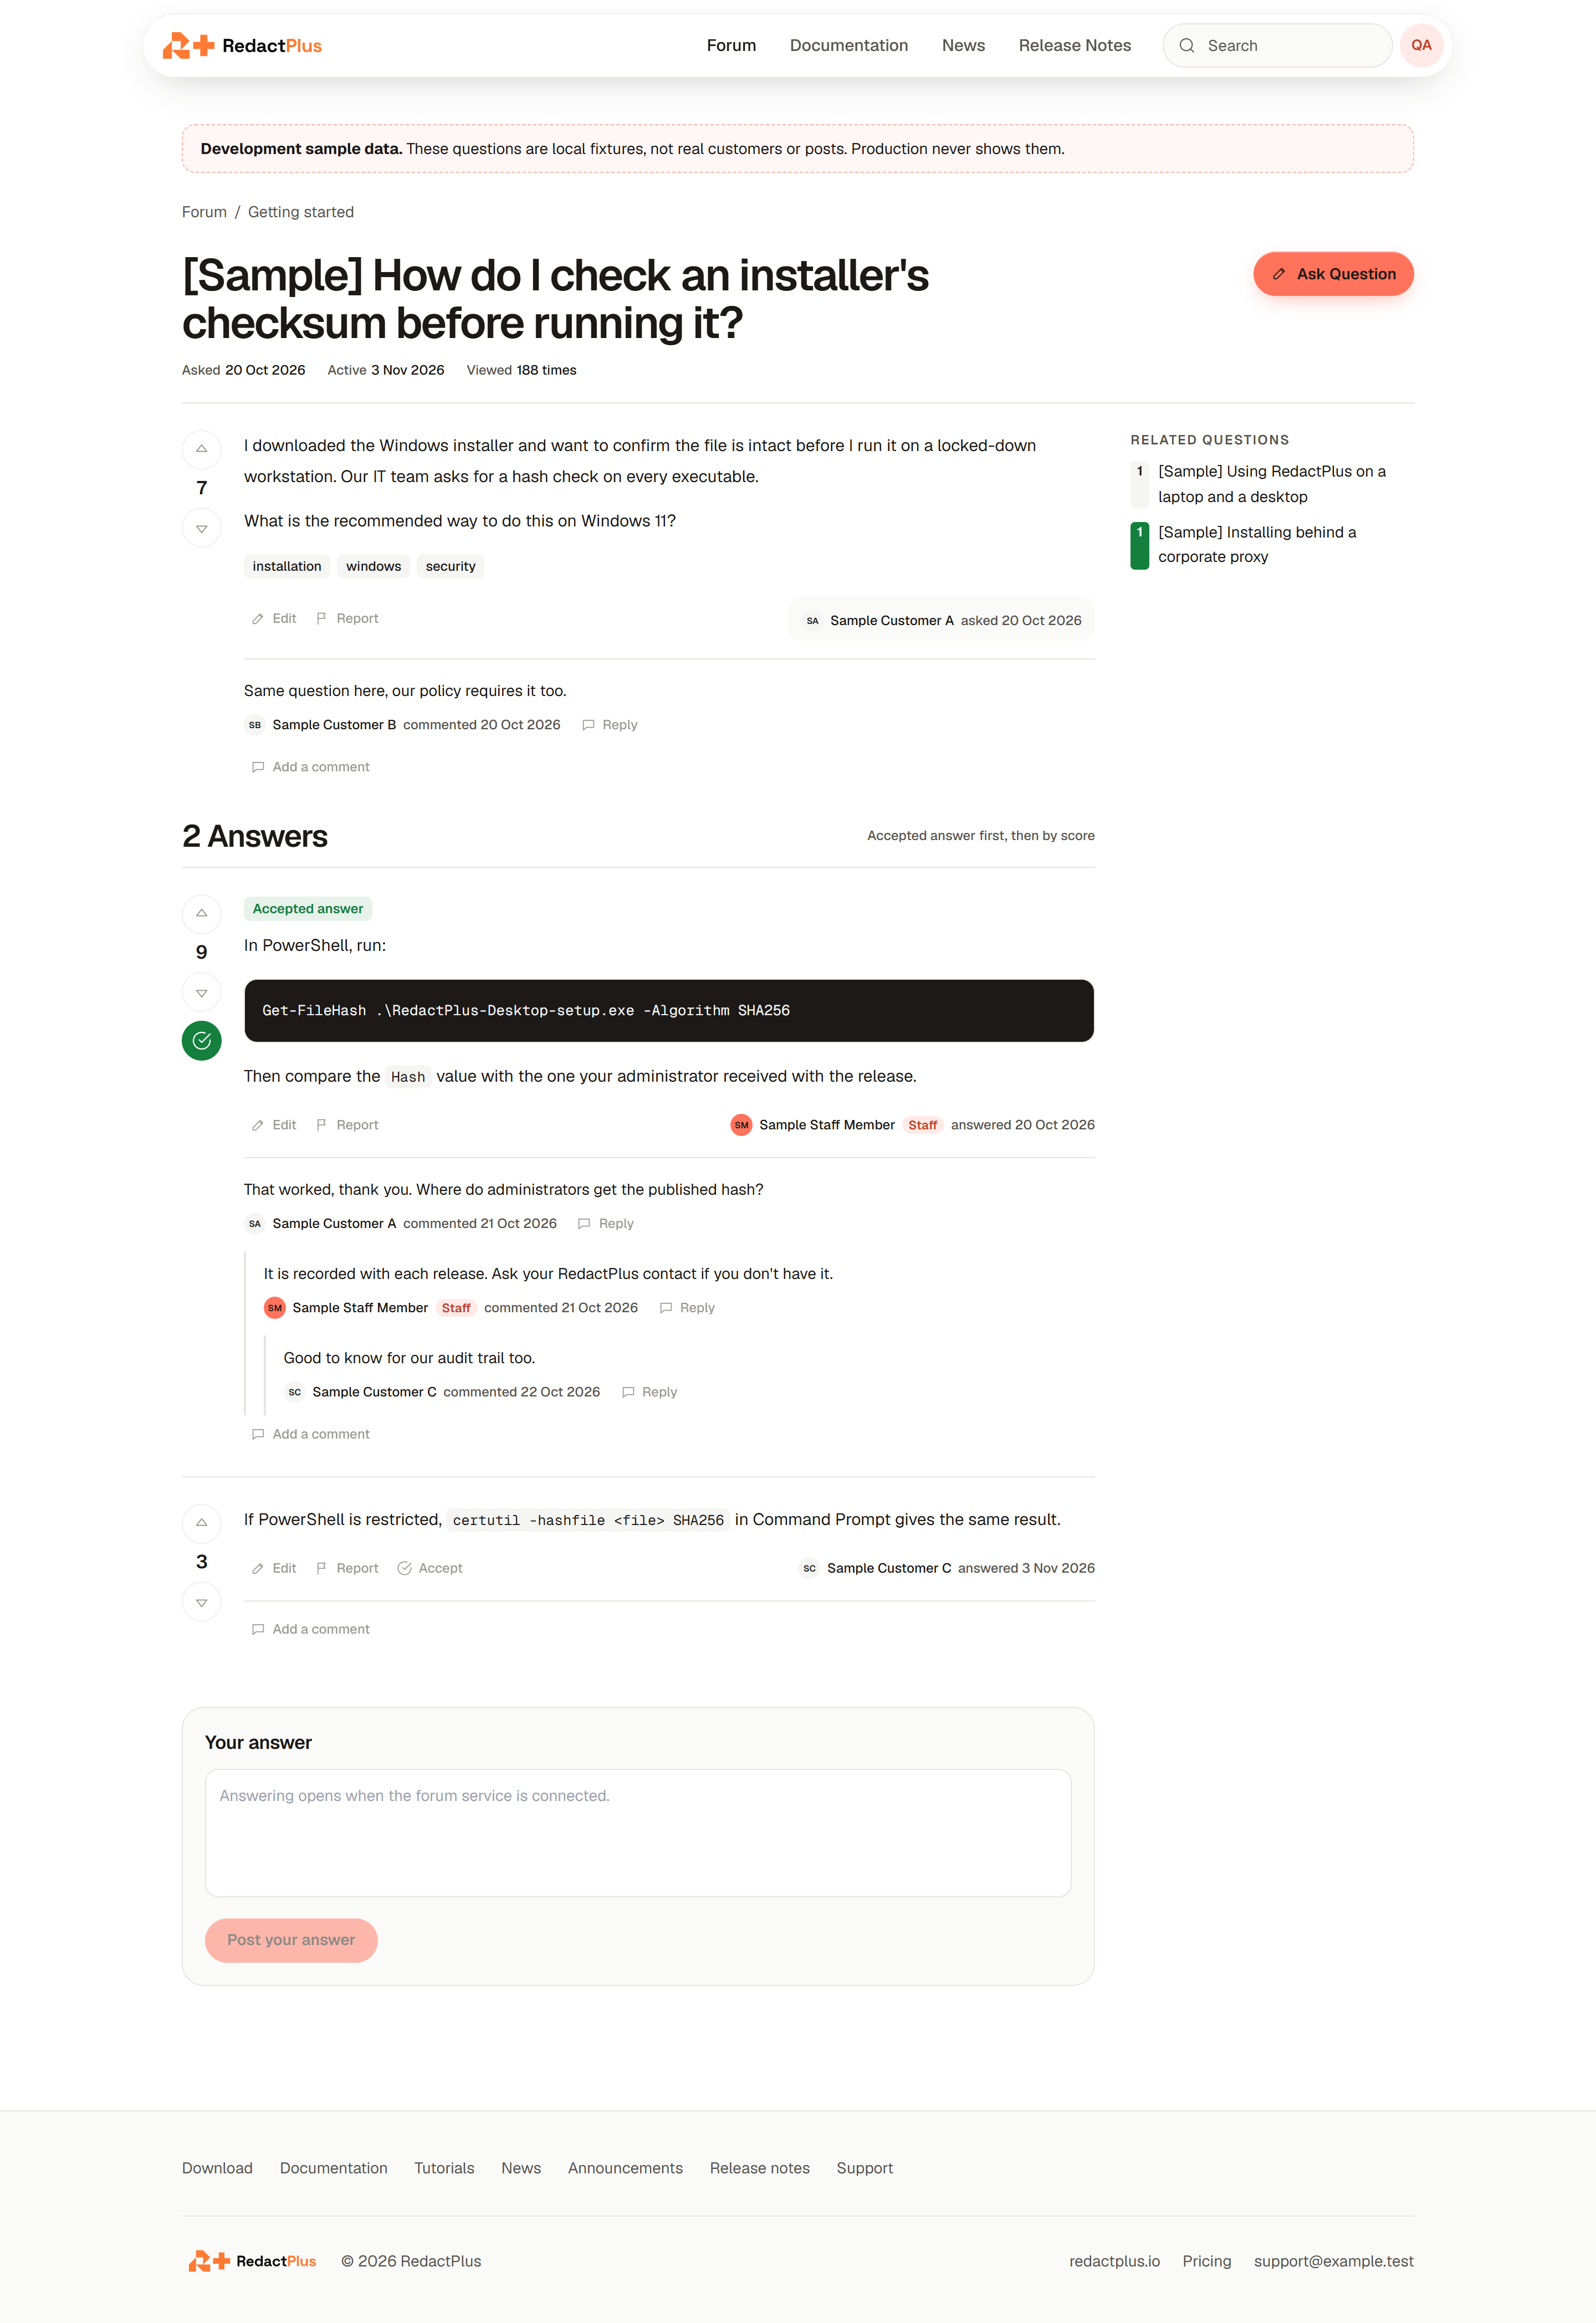 RedactPlus
Forum
Documentation
News
Release Notes
Search
QA
Development sample data. These questions are local fixtures, not real customers or posts. Production never shows them.
Forum / Getting started
[Sample] How do I check an installer's
checksum before running it?
Ask Question
Asked 20 Oct 2026 Active 3 Nov 2026 Viewed 188 times
7
I downloaded the Windows installer and want to confirm the file is intact before I run it on a locked-down
workstation. Our IT team asks for a hash check on every executable.
What is the recommended way to do this on Windows 11?
installation windows security
Edit Report
SA Sample Customer A asked 20 Oct 2026
Same question here, our policy requires it too.
SB Sample Customer B commented 20 Oct 2026 Reply
Add a comment
RELATED QUESTIONS
1 [Sample] Using RedactPlus on a
laptop and a desktop
1 [Sample] Installing behind a
corporate proxy
2 Answers
Accepted answer first, then by score
9
Accepted answer
In PowerShell, run:
Get-FileHash .\RedactPlus-Desktop-setup.exe -Algorithm SHA256
Then compare the Hash value with the one your administrator received with the release.
Edit Report
SM Sample Staff Member Staff answered 20 Oct 2026
That worked, thank you. Where do administrators get the published hash?
SA Sample Customer A commented 21 Oct 2026 Reply
It is recorded with each release. Ask your RedactPlus contact if you don't have it.
SM Sample Staff Member Staff commented 21 Oct 2026 Reply
Good to know for our audit trail too.
SC Sample Customer C commented 22 Oct 2026 Reply
Add a comment
3
If PowerShell is restricted, certutil -hashfile <file> SHA256 in Command Prompt gives the same result.
Edit Report Accept
SC Sample Customer C answered 3 Nov 2026
Add a comment
Your answer
Answering opens when the forum service is connected.
Post your answer
Download Documentation Tutorials News Announcements Release notes Support
RedactPlus © 2026 RedactPlus
redactplus.io Pricing support@example.test